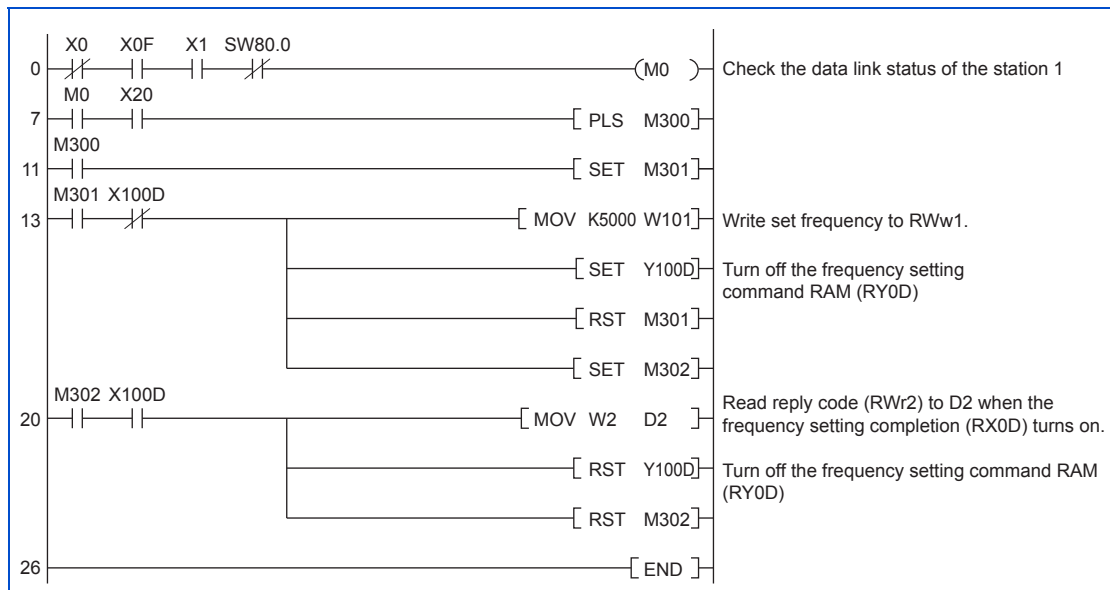 X0 X0F X1 SW80.0
0 M0 Check the data link status of the station 1
M0 X20
7 PLS M300
M300
11 SET M301
M301 X100D
13 MOV K5000 W101 Write set frequency to RWw1.
SET Y100D Turn off the frequency setting
command RAM (RY0D)
RST M301
SET M302
M302 X100D
20 MOV W2 D2 Read reply code (RWr2) to D2 when the
frequency setting completion (RX0D) turns on.
RST Y100D Turn off the frequency setting command RAM
(RY0D)
RST M302
26 END